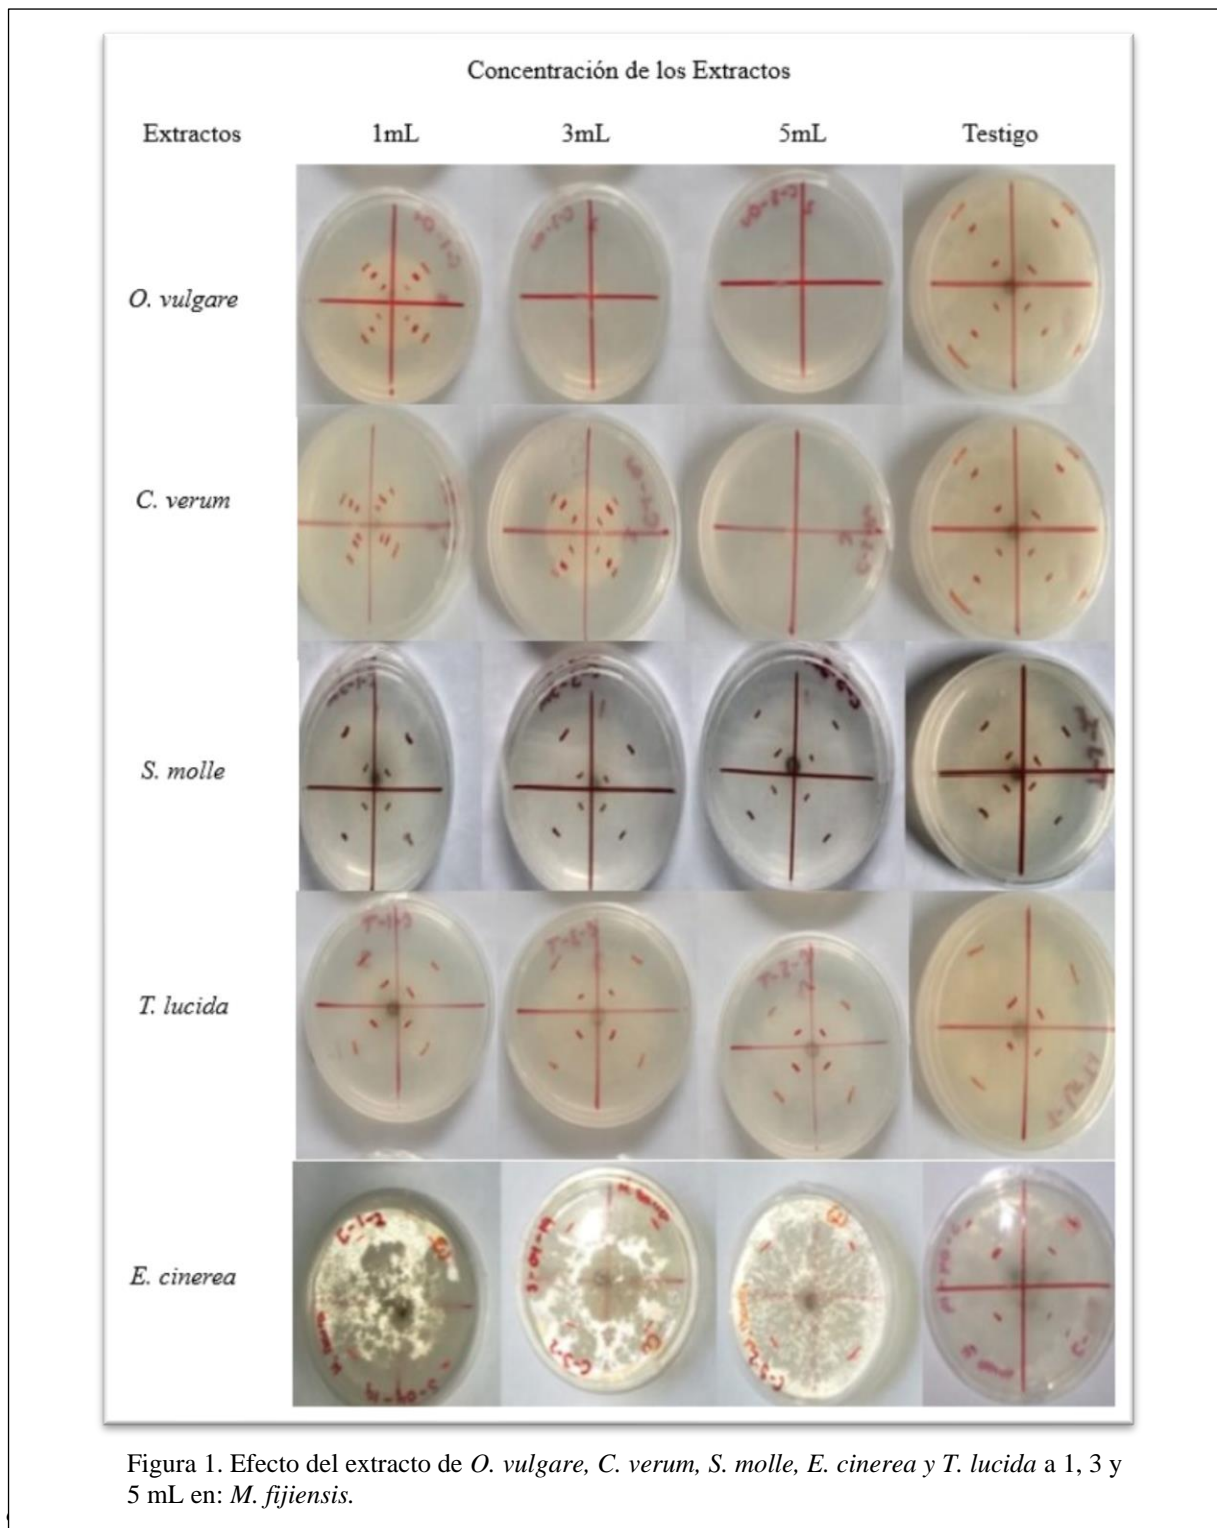 Concentración de los Extractos
Extractos 1mL 3mL 5mL Testigo
O. vulgare
C. verum
S. molle
T. lucida
E. cinerea
Figura 1. Efecto del extracto de O. vulgare, C. verum, S. molle, E. cinerea y T. lucida a 1, 3 y
5 mL en: M. fijiensis.